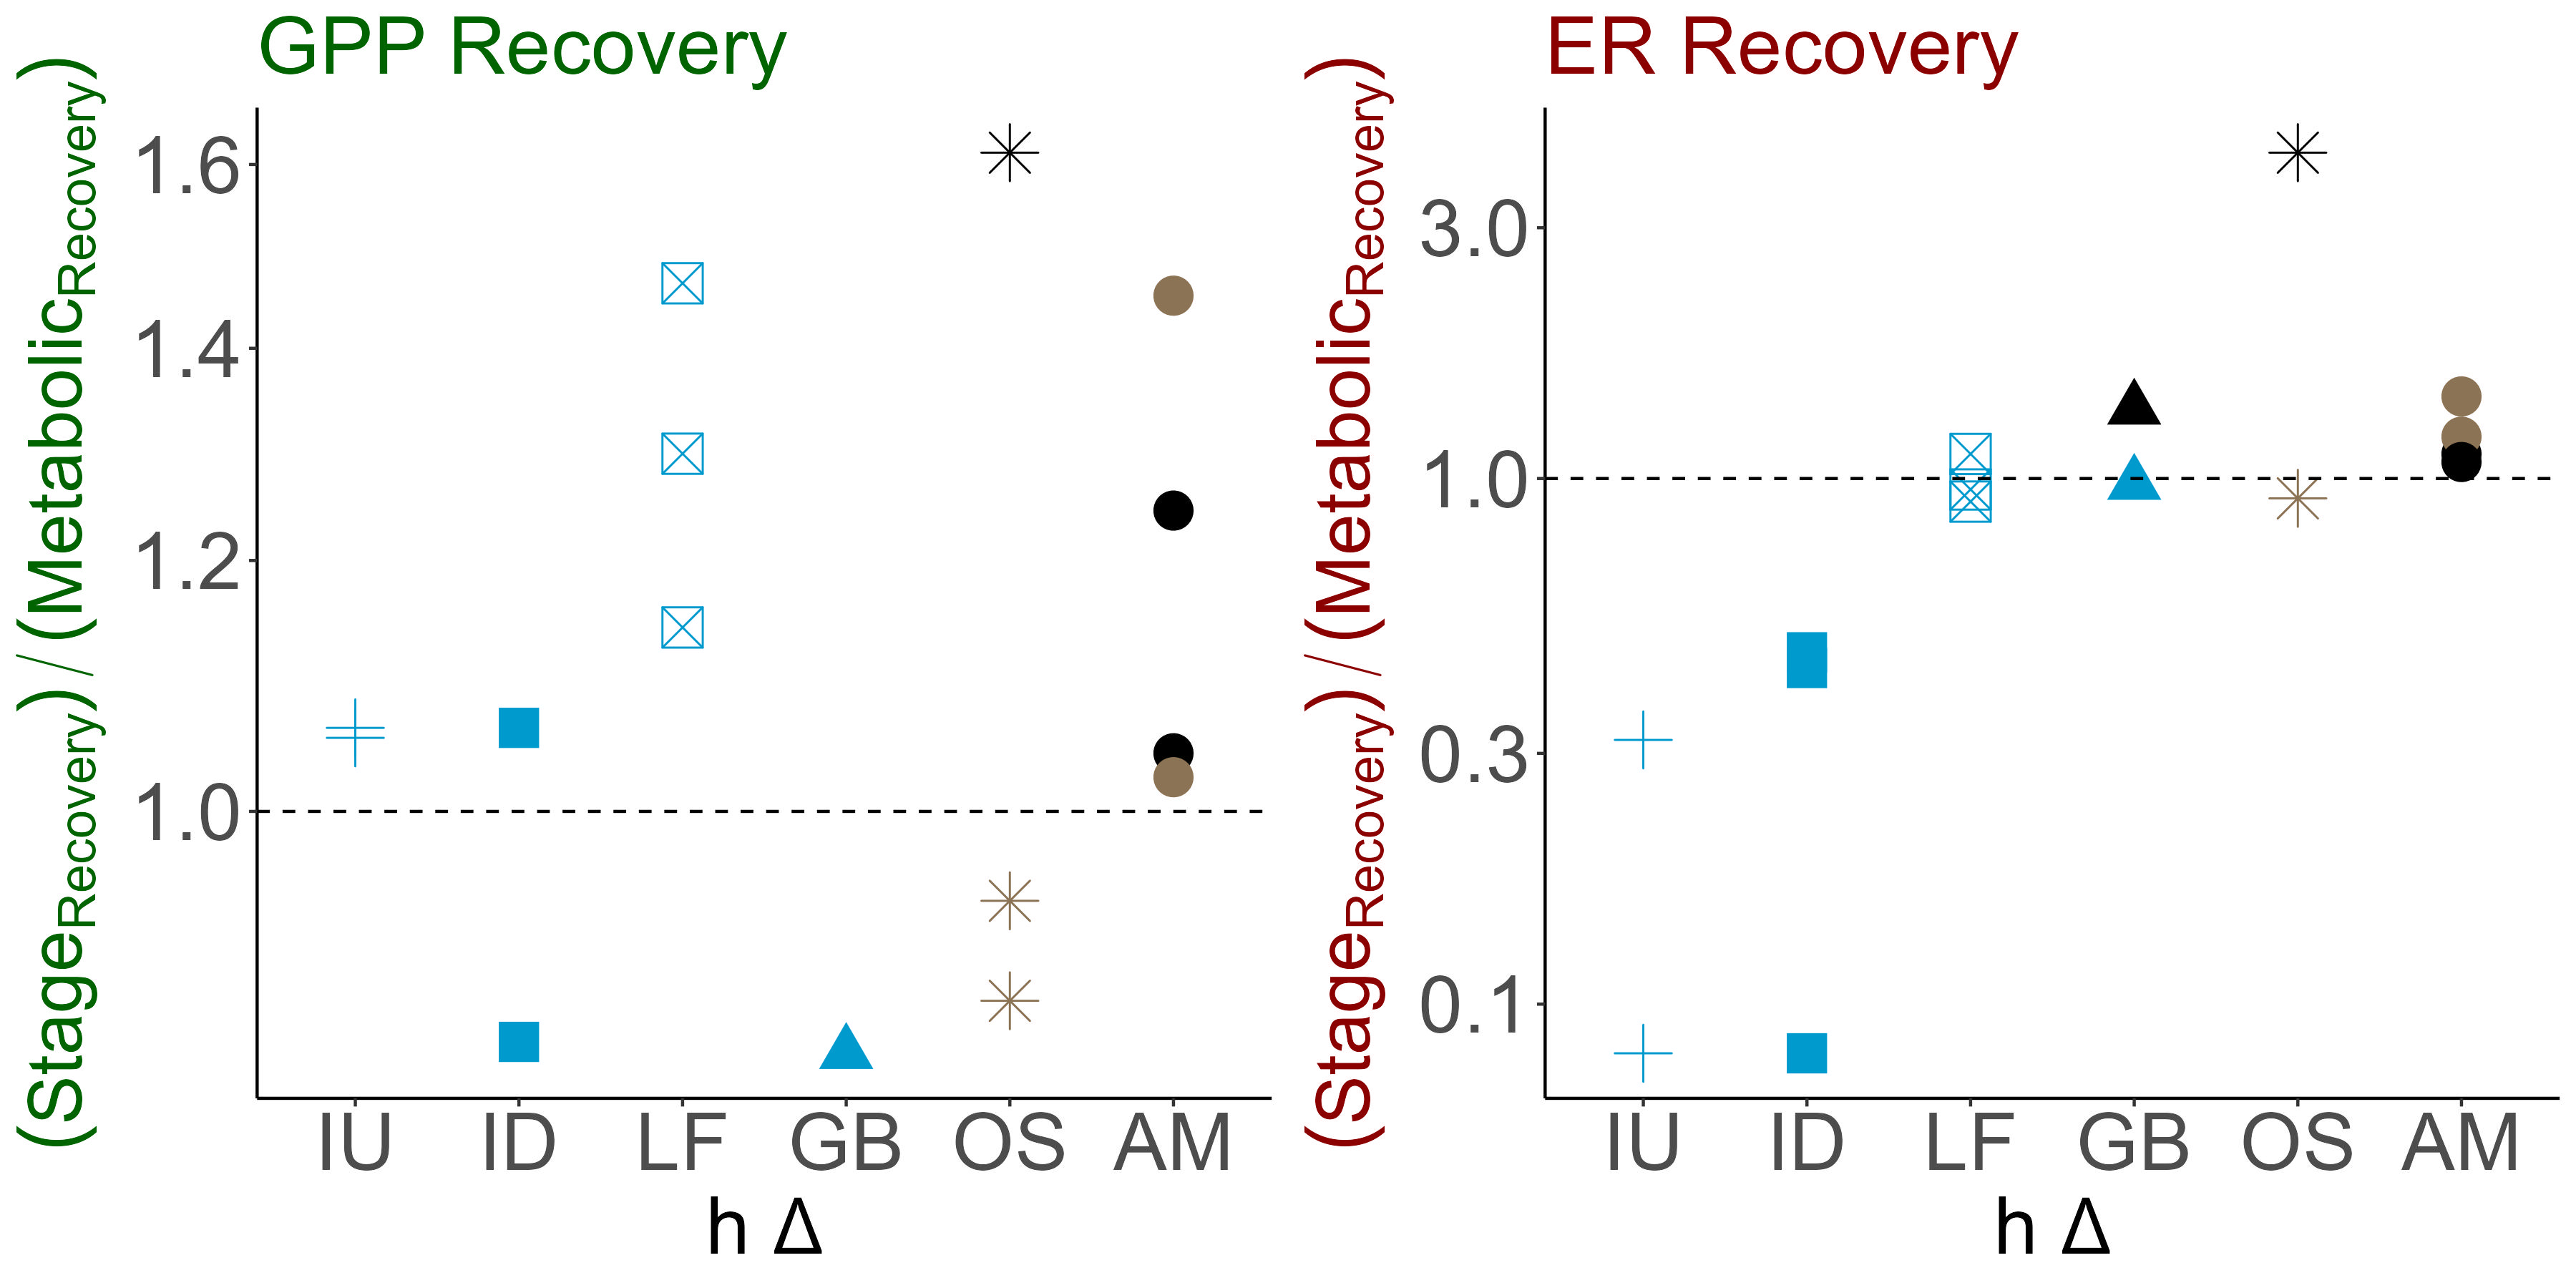 GPP Recovery
(StageRecovery) / (MetabolicRecovery)
1.6
1.4
1.2
1.0
IU ID LF GB OS AM
h Δ
ER Recovery
(StageRecovery) / (MetabolicRecovery)
3.0
1.0
0.3
0.1
IU ID LF GB OS AM
h Δ